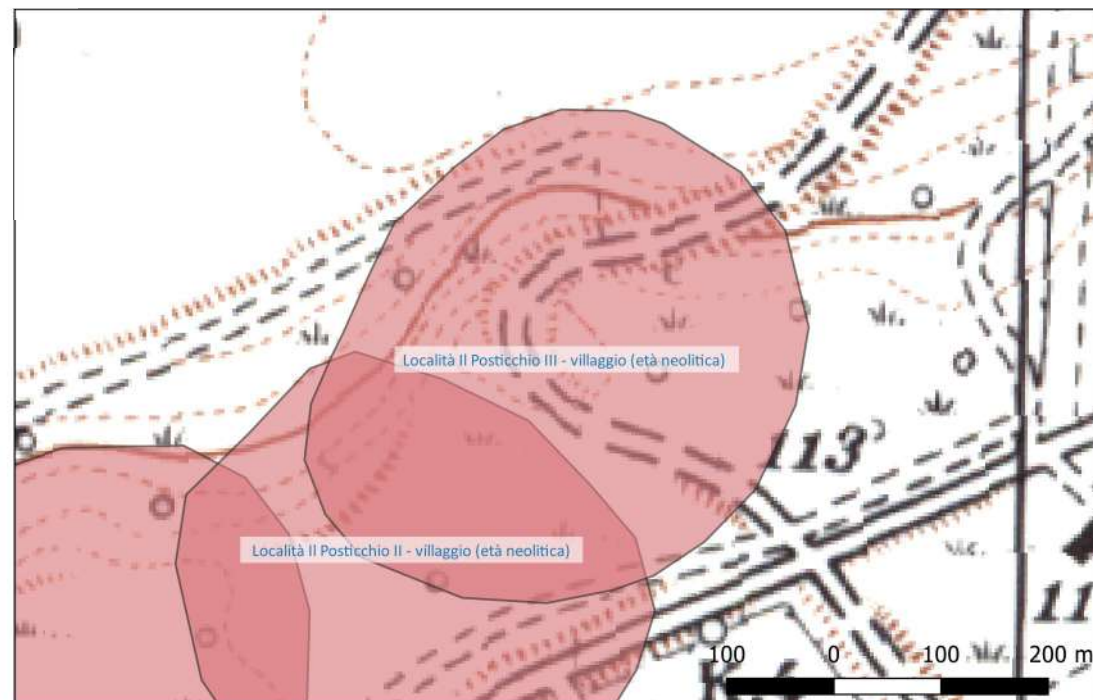 Località Il Posticchio III - villaggio (età neolitica)
113
Località Il Posticchio II - villaggio (età neolitica)
11
100 0 100 200 m